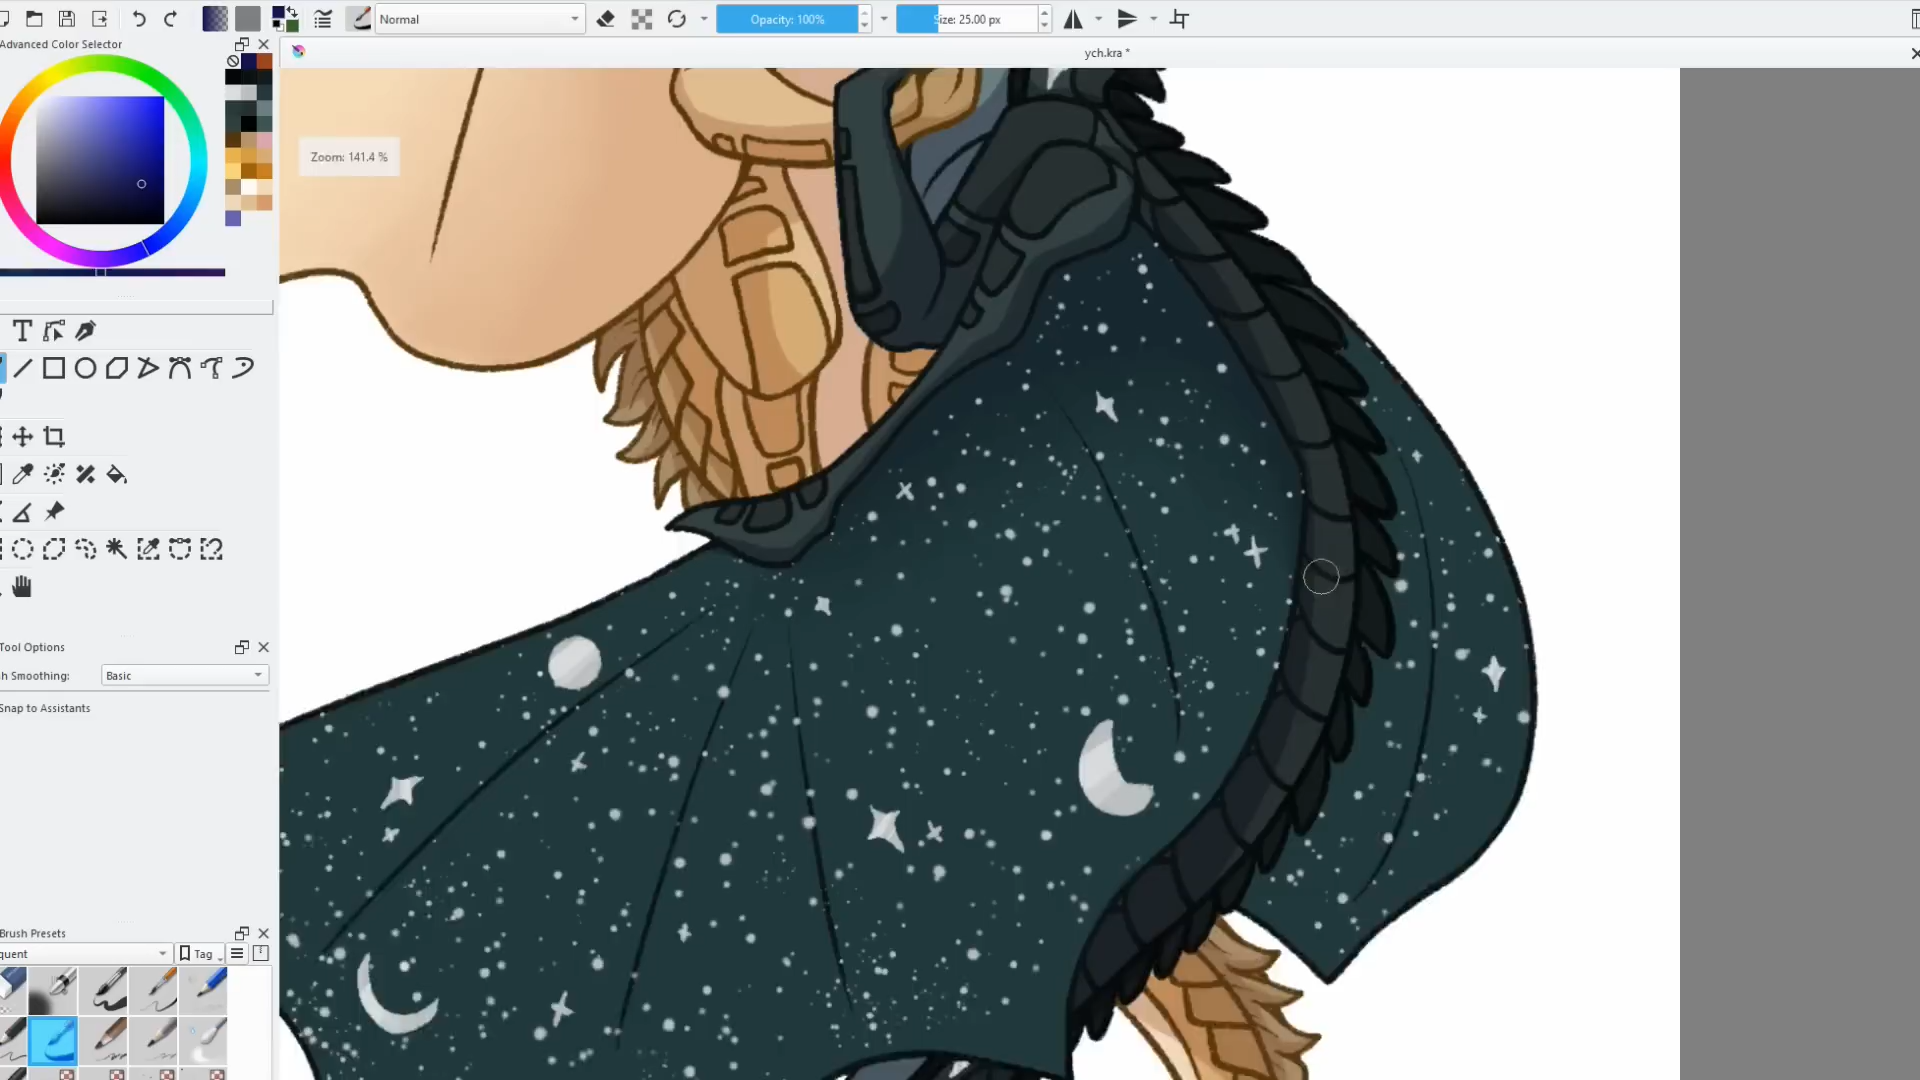 Normal
Opacity: 100%
Size: 25.00 px
Advanced Color Selector
ych.kra *
Zoom: 141.4 %
T
Tool Options
h Smoothing:
Basic
Snap to Assistants
Brush Presets
quent
Tag